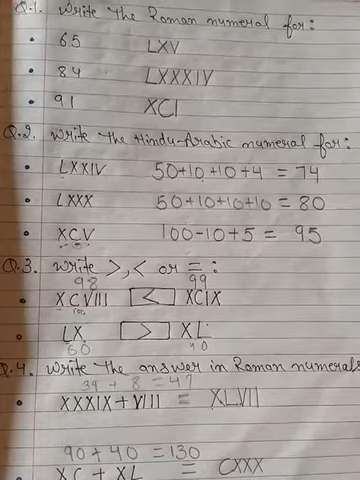 Q.1. Write The Roman numeral for:
• 65 LXV
• 84 LXXXIV
• 91 XCI
Q.2. Write the Hindu-Arabic numeral for:
• LXXIV 50+10+10+4 = 74
• LXXX 50+10+10+10 = 80
• XCV 100-10+5 = 95
Q.3. Write >, < or = :
98 99
• XCVIII < XCIX
100
• LX > XL
60 40
Q.4. Write the answer in Roman numerals
39 + 8 = 47
• XXXIX + VIII = XLVII
90 + 40 = 130
• XC + XL = CXXX